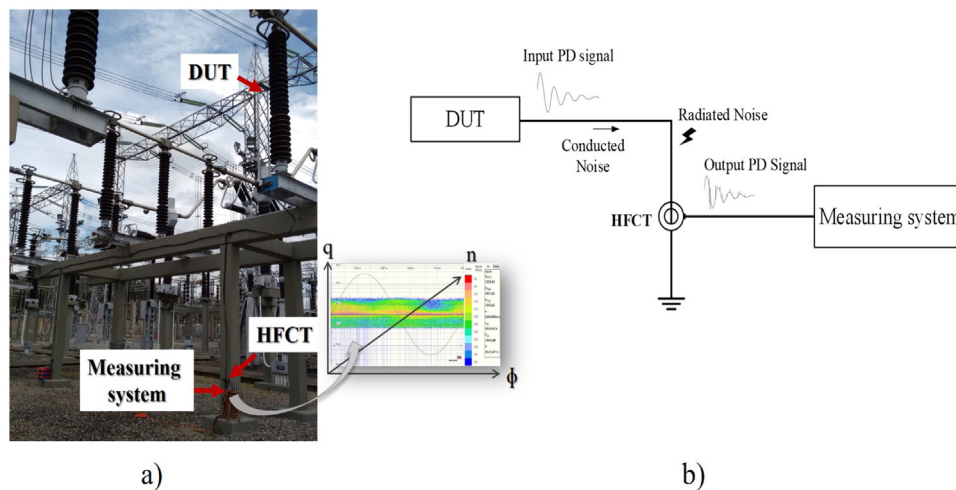 DUT
HFCT
Measuring
system
q
n
ϕ
a)
Input PD signal
DUT
Conducted
Noise
Radiated Noise
Output PD Signal
HFCT
Measuring system
b)